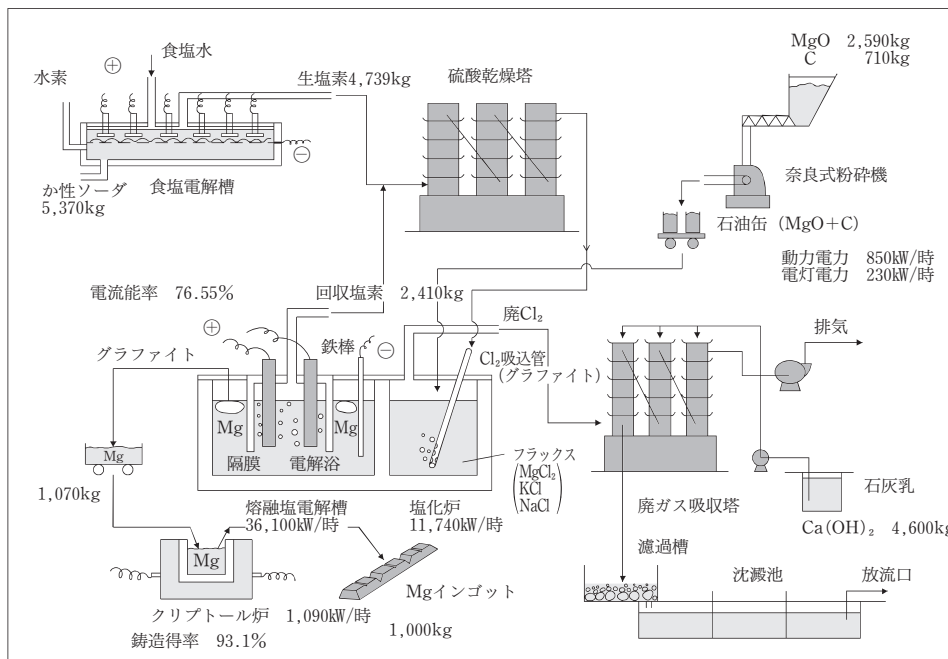 食塩水
水素
⊕
生塩素4,739kg
硫酸乾燥塔
MgO 2,590kg
C 710kg
⊖
か性ソーダ
5,370kg
食塩電解槽
奈良式粉砕機
石油缶（MgO＋C）
動力電力 850kW/時
電灯電力 230kW/時
電流能率 76.55%
回収塩素 2,410kg
廃Cl₂
排気
⊕
鉄棒
⊖
グラファイト
Cl₂吸込管
（グラファイト）
Mg
Mg
Mg
隔膜
電解浴
フラックス
MgCl₂
KCl
NaCl
1,070kg
熔融塩電解槽
36,100kW/時
塩化炉
11,740kW/時
廃ガス吸収塔
石灰乳
Ca(OH)₂ 4,600kg
Mg
濾過槽
沈澱池
放流口
Mgインゴット
クリプトール炉 1,090kW/時
1,000kg
鋳造得率 93.1%